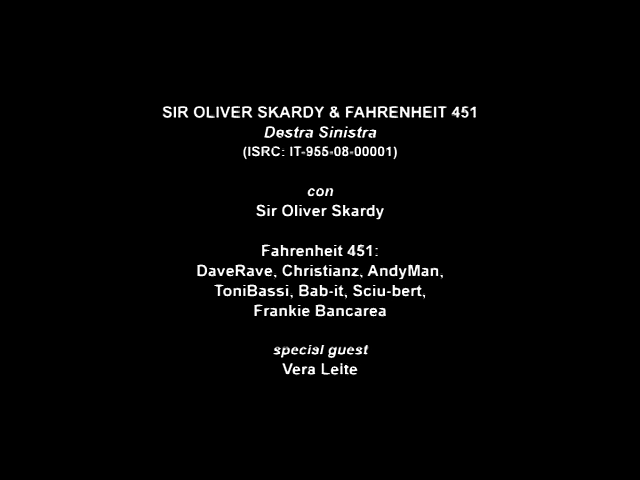 SIR OLIVER SKARDY & FAHRENHEIT 451
Destra Sinistra
(ISRC: IT-955-08-00001)
con
Sir Oliver Skardy
Fahrenheit 451:
DaveRave, Christianz, AndyMan,
ToniBassi, Bab-it, Sciu-bert,
Frankie Bancarea
special guest
Vera Leite